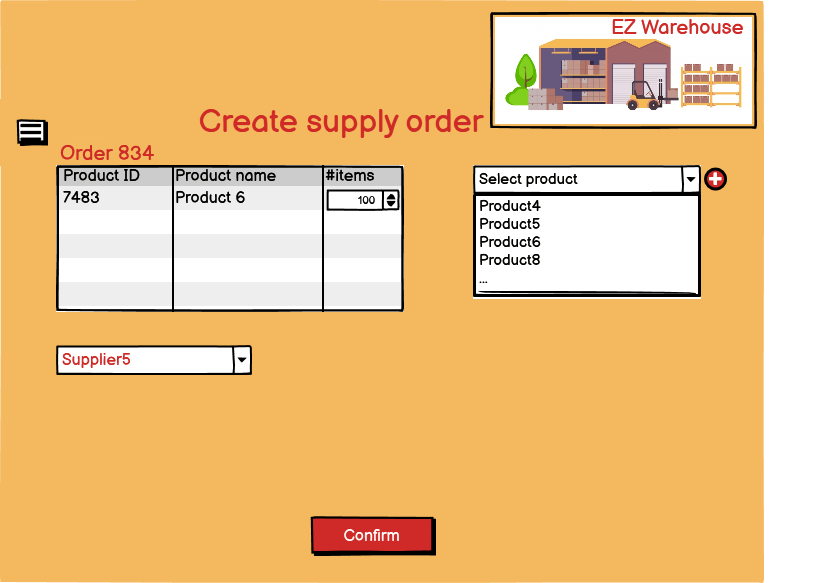 EZ Warehouse
Create supply order
Order 834
Product ID Product name #items
7483 Product 6 100
Select product
Product4
Product5
Product6
Product8
...
Supplier5
Confirm